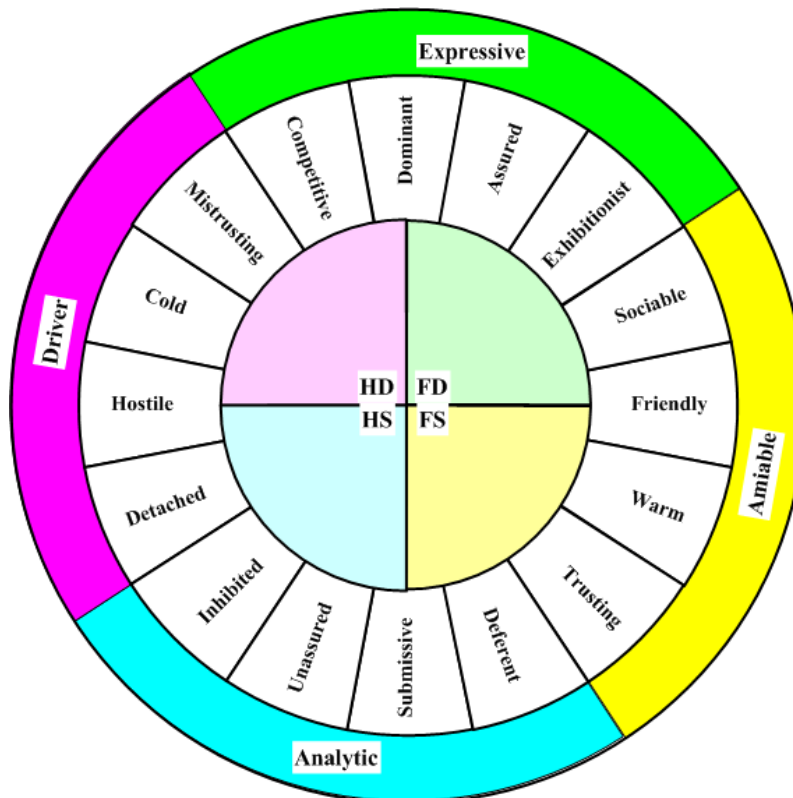 Expressive
Dominant
Assured
Exhibitionist
Sociable
Friendly
Warm
Trusting
Deferent
Submissive
Unassured
Inhibited
Detached
Hostile
Cold
Mistrusting
Competitive
Driver
Amiable
Analytic
HD
FD
HS
FS